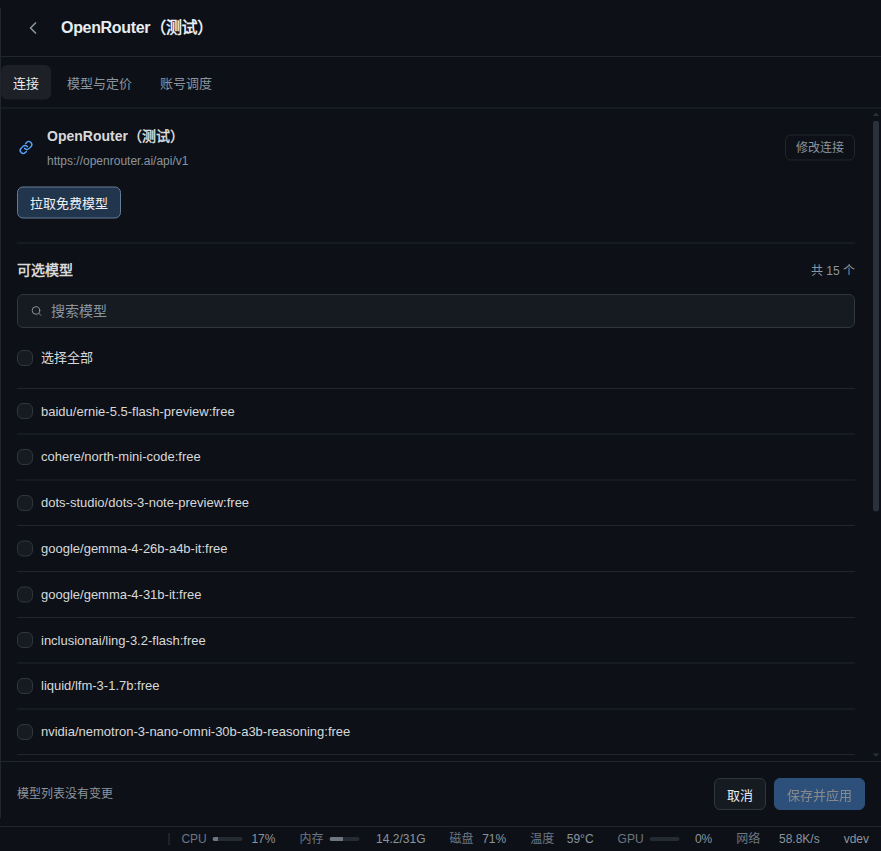 OpenRouter（测试）
连接 模型与定价 账号调度
OpenRouter（测试）
https://openrouter.ai/api/v1
修改连接
拉取免费模型
可选模型 共 15 个
搜索模型
选择全部
baidu/ernie-5.5-flash-preview:free
cohere/north-mini-code:free
dots-studio/dots-3-note-preview:free
google/gemma-4-26b-a4b-it:free
google/gemma-4-31b-it:free
inclusionai/ling-3.2-flash:free
liquid/lfm-3-1.7b:free
nvidia/nemotron-3-nano-omni-30b-a3b-reasoning:free
模型列表没有变更 取消 保存并应用
CPU 17% 内存 14.2/31G 磁盘 71% 温度 59°C GPU 0% 网络 58.8K/s vdev